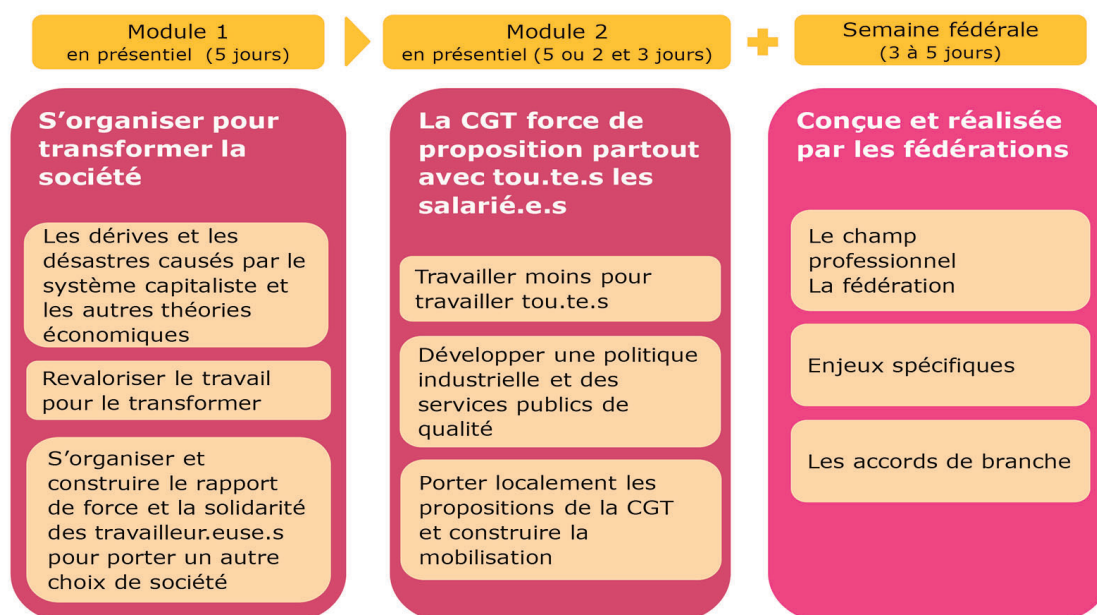 Module 1
en présentiel (5 jours)
S’organiser pour
transformer la
société
Les dérives et les
désastres causés par le
système capitaliste et
les autres théories
économiques
Revaloriser le travail
pour le transformer
S’organiser et
construire le rapport
de force et la solidarité
des travailleur.euse.s
pour porter un autre
choix de société
Module 2
en présentiel (5 ou 2 et 3 jours)
La CGT force de
proposition partout
avec tou.te.s les
salarié.e.s
Travailler moins pour
travailler tou.te.s
Développer une politique
industrielle et des
services publics de
qualité
Porter localement les
propositions de la CGT
et construire la
mobilisation
Semaine fédérale
(3 à 5 jours)
Conçue et réalisée
par les fédérations
Le champ
professionnel
La fédération
Enjeux spécifiques
Les accords de branche